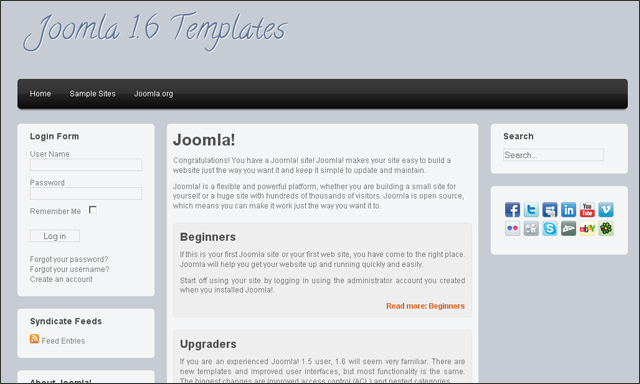 Joomla 1.6 Templates
Home Sample Sites Joomla.org
Login Form
User Name
Password
Remember Me
Log in
Forgot your password?
Forgot your username?
Create an account
Syndicate Feeds
Feed Entries
About Joomla!
Joomla!
Congratulations! You have a Joomla! site! Joomla! makes your site easy to build a
website just the way you want it and keep it simple to update and maintain.
Joomla! is a flexible and powerful platform, whether you are building a small site for
yourself or a huge site with hundreds of thousands of visitors. Joomla is open source,
which means you can make it work just the way you want it to.
Beginners
If this is your first Joomla site or your first web site, you have come to the right place.
Joomla will help you get your website up and running quickly and easily.
Start off using your site by logging in using the administrator account you created
when you installed Joomla!.
Read more: Beginners
Upgraders
If you are an experienced Joomla! 1.5 user, 1.6 will seem very familiar. There are
new templates and improved user interfaces, but most functionality is the same.
The biggest changes are improved access control (ACL) and nested categories.
Search
Search...
You Tube
ebY